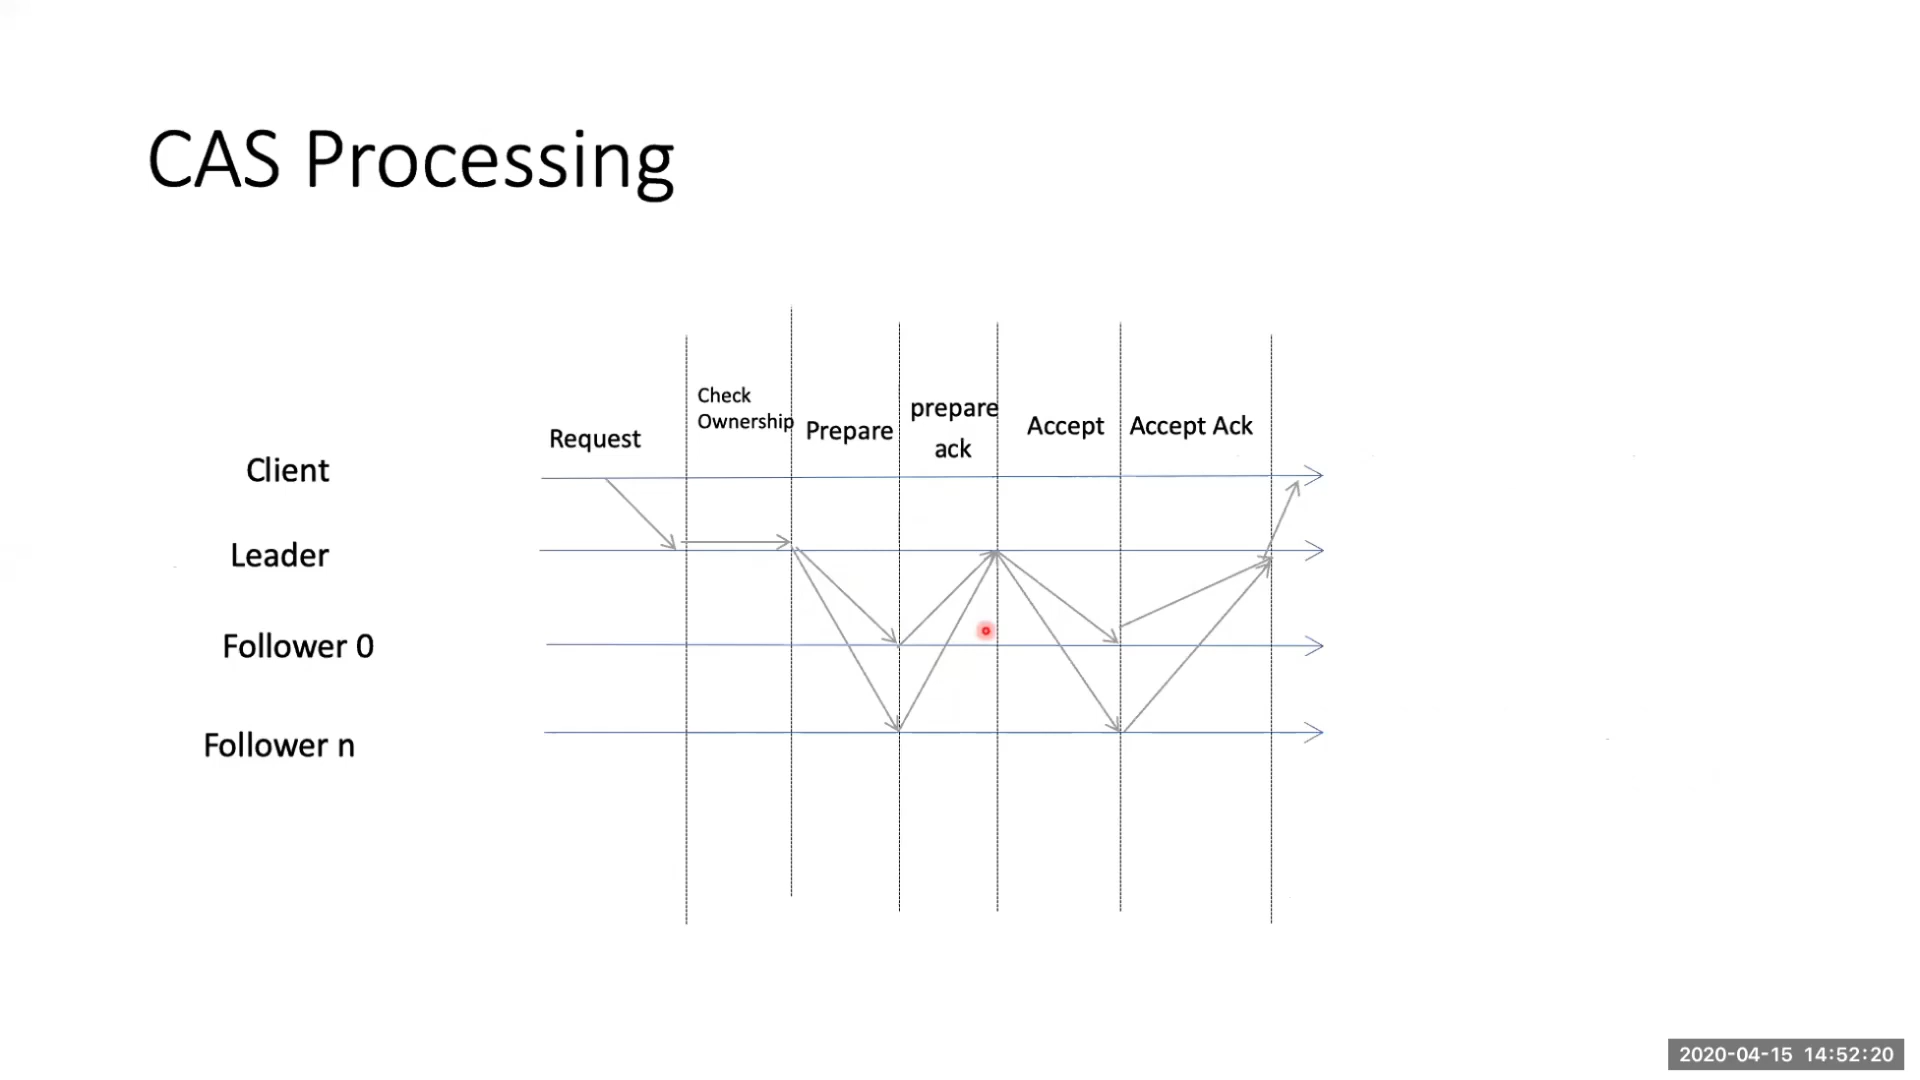 CAS Processing
Check
Ownership
Request
Prepare
prepare
ack
Accept
Accept Ack
Client
Leader
Follower 0
Follower n
2020-04-15 14:52:20